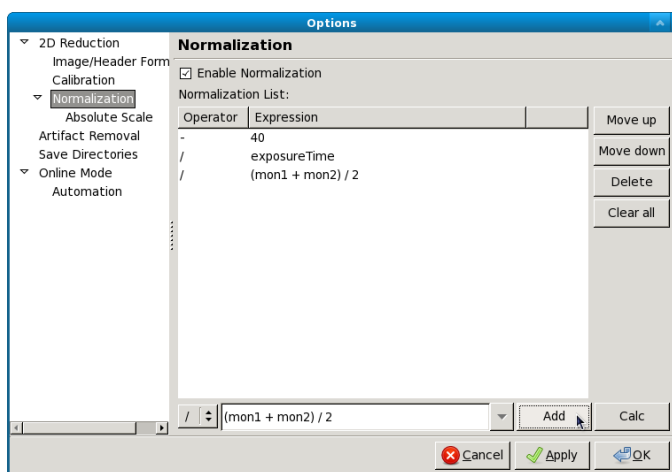 Options
2D Reduction
Image/Header Form
Calibration
Normalization
Absolute Scale
Artifact Removal
Save Directories
Online Mode
Automation
Normalization
Enable Normalization
Normalization List:
Operator Expression
- 40
/ exposureTime
/ (mon1 + mon2) / 2
Move up
Move down
Delete
Clear all
/ (mon1 + mon2) / 2 Add Calc
Cancel Apply OK